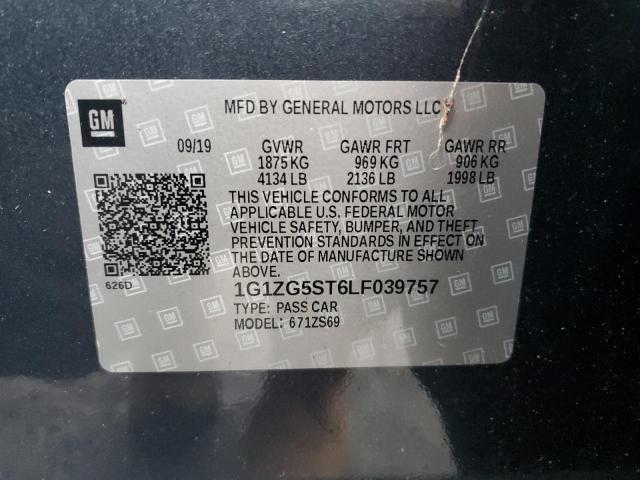 GM
MFD BY GENERAL MOTORS LLC
09/19 GVWR GAWR FRT GAWR RR
1875 KG 969 KG 906 KG
4134 LB 2136 LB 1998 LB
THIS VEHICLE CONFORMS TO ALL
APPLICABLE U.S. FEDERAL MOTOR
VEHICLE SAFETY, BUMPER, AND THEFT
PREVENTION STANDARDS IN EFFECT ON
THE DATE OF MANUFACTURE SHOWN
ABOVE.
626D
1G1ZG5ST6LF039757
TYPE: PASS CAR
MODEL: 671ZS69